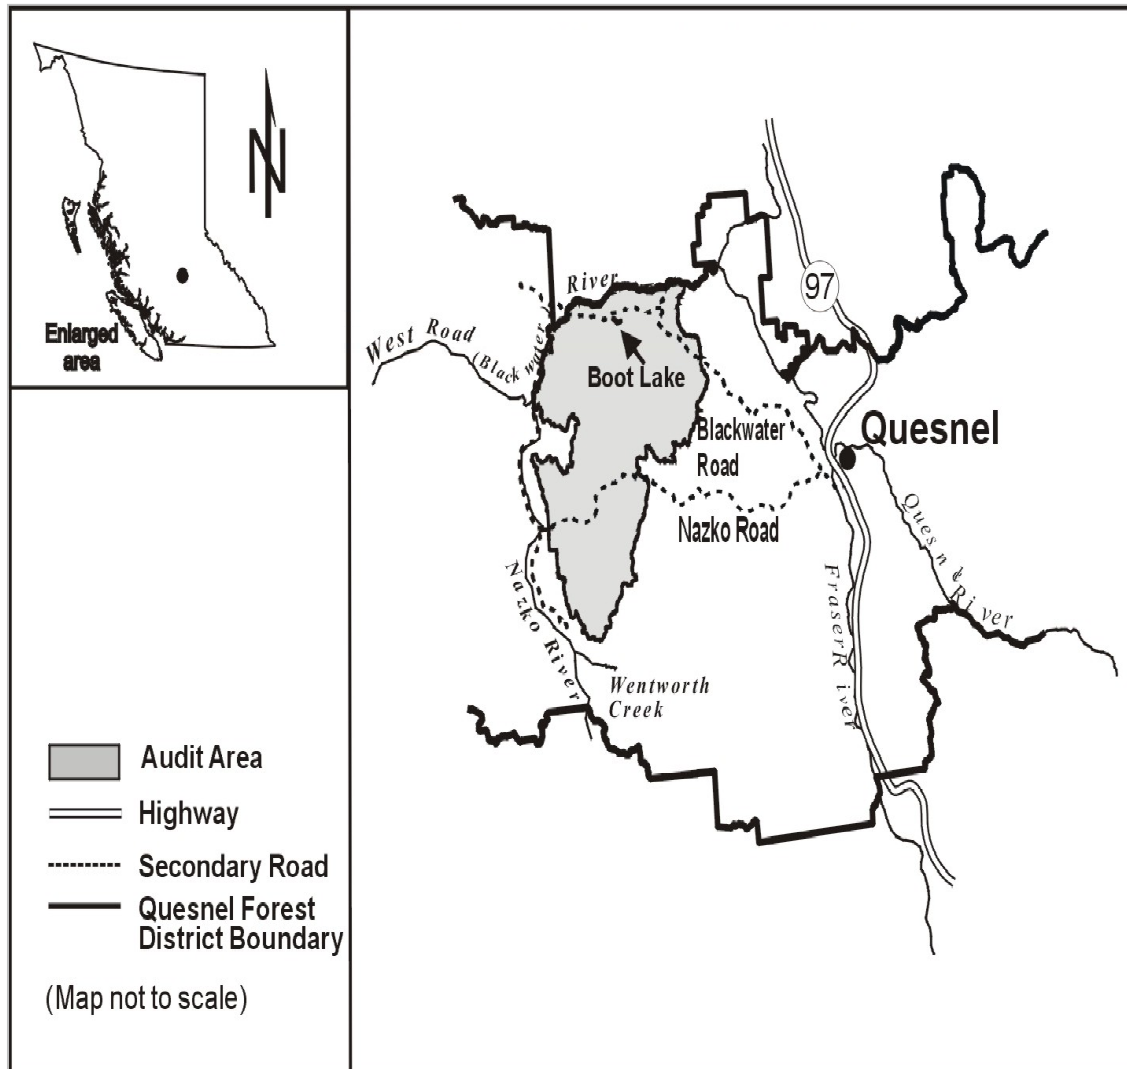 N
Enlarged
area
97
River
West Road
(Blackwater
Boot Lake
Quesnel
Blackwater
Road
Nazko Road
Quesnel
River
Fraser River
Nazko River
Wentworth
Creek
Audit Area
Highway
Secondary Road
Quesnel Forest
District Boundary
(Map not to scale)